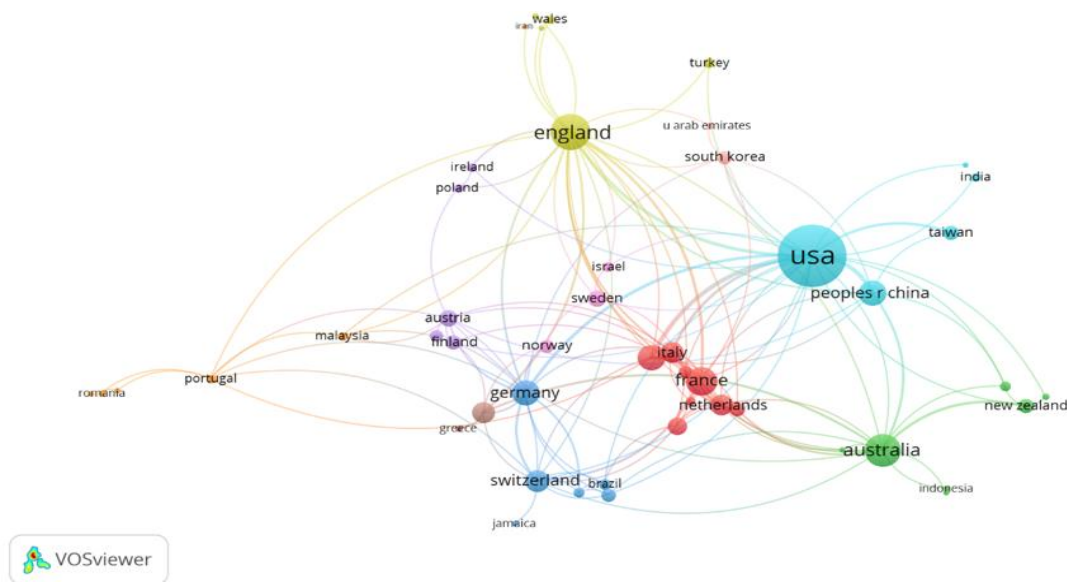 wales
iran
turkey
england
u arab emirates
south korea
ireland
india
poland
taiwan
usa
israel
peoples r china
sweden
austria
malaysia
finland
norway
italy
portugal
france
romania
germany
netherlands
new zealand
greece
australia
switzerland
brazil
indonesia
jamaica
VOSviewer